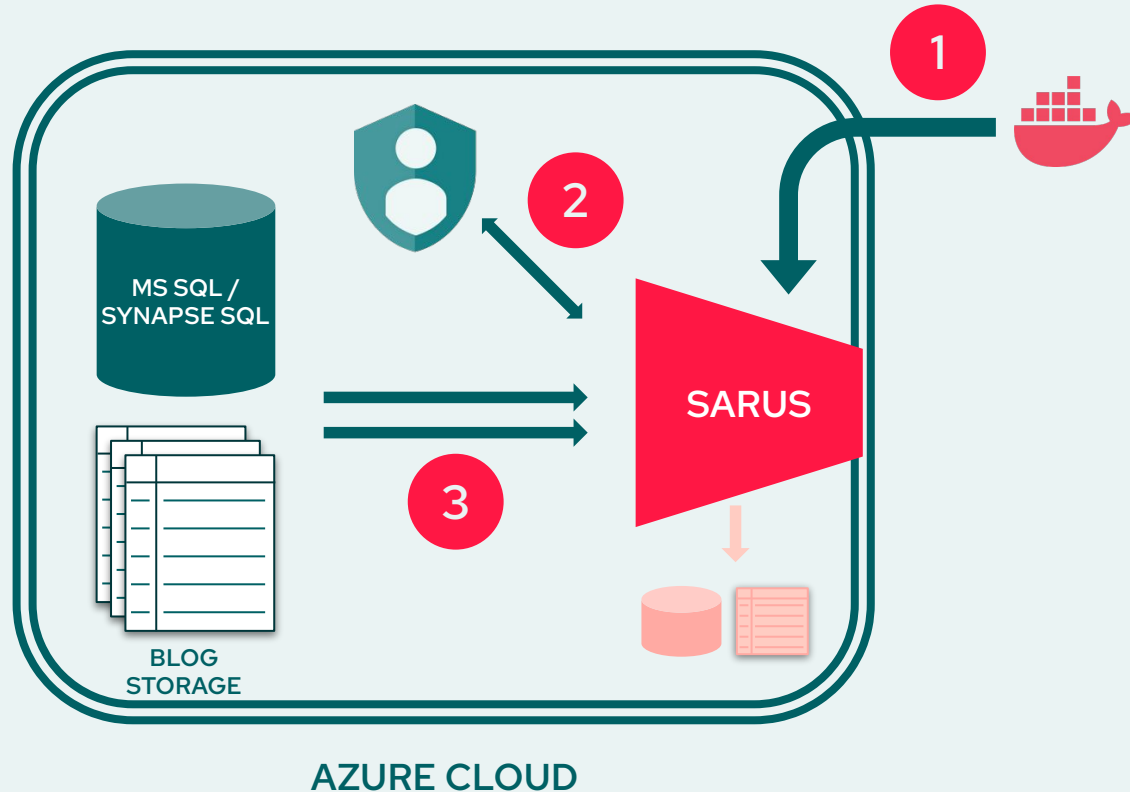 1
2
MS SQL /
SYNAPSE SQL
SARUS
3
BLOG
STORAGE
AZURE CLOUD